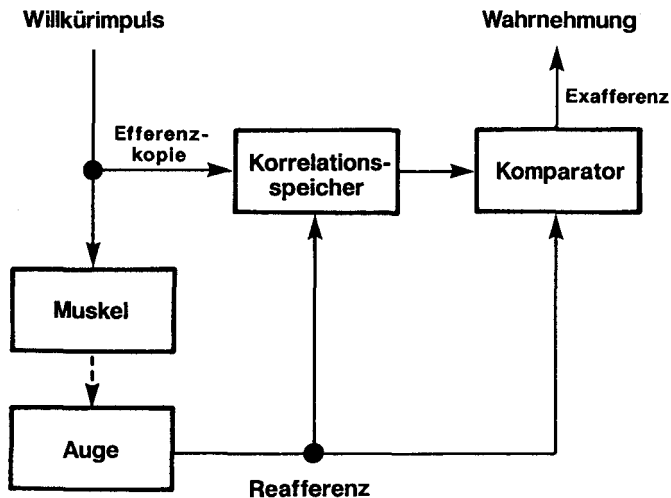 Willkürimpuls
Wahrnehmung
Exafferenz
Efferenz-
kopie
Korrelations-
speicher
Komparator
Muskel
Auge
Reafferenz